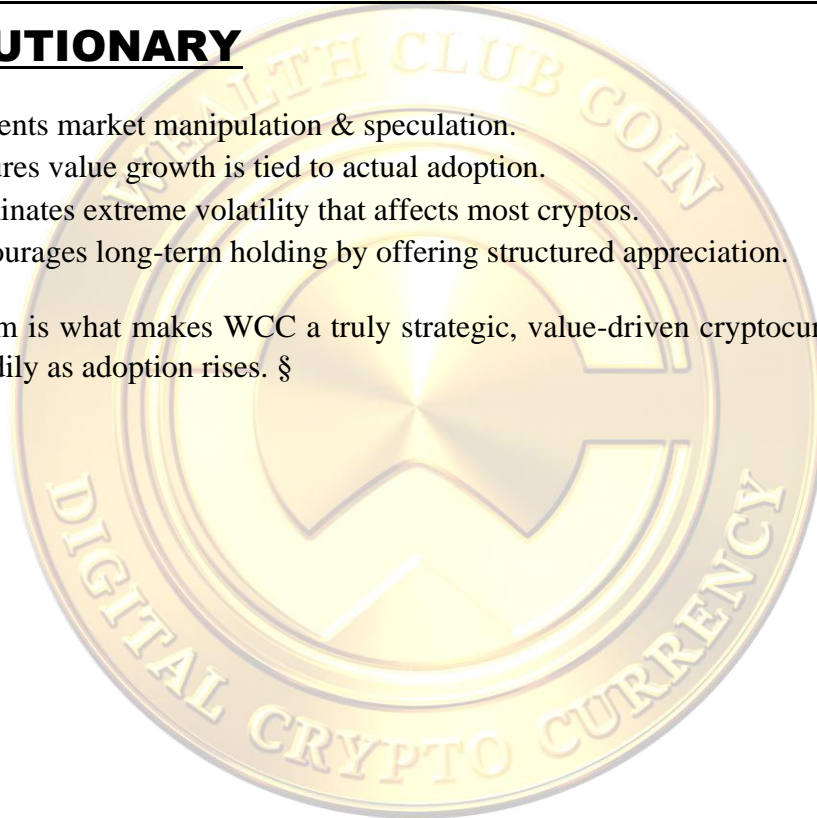 UTIONARY
WEALTH CLUB COIN
ents market manipulation & speculation.
ures value growth is tied to actual adoption.
inates extreme volatility that affects most cryptos.
ourages long-term holding by offering structured appreciation.
m is what makes WCC a truly strategic, value-driven cryptocur
dily as adoption rises. §
DIGITAL CRYPTO CURRENCY